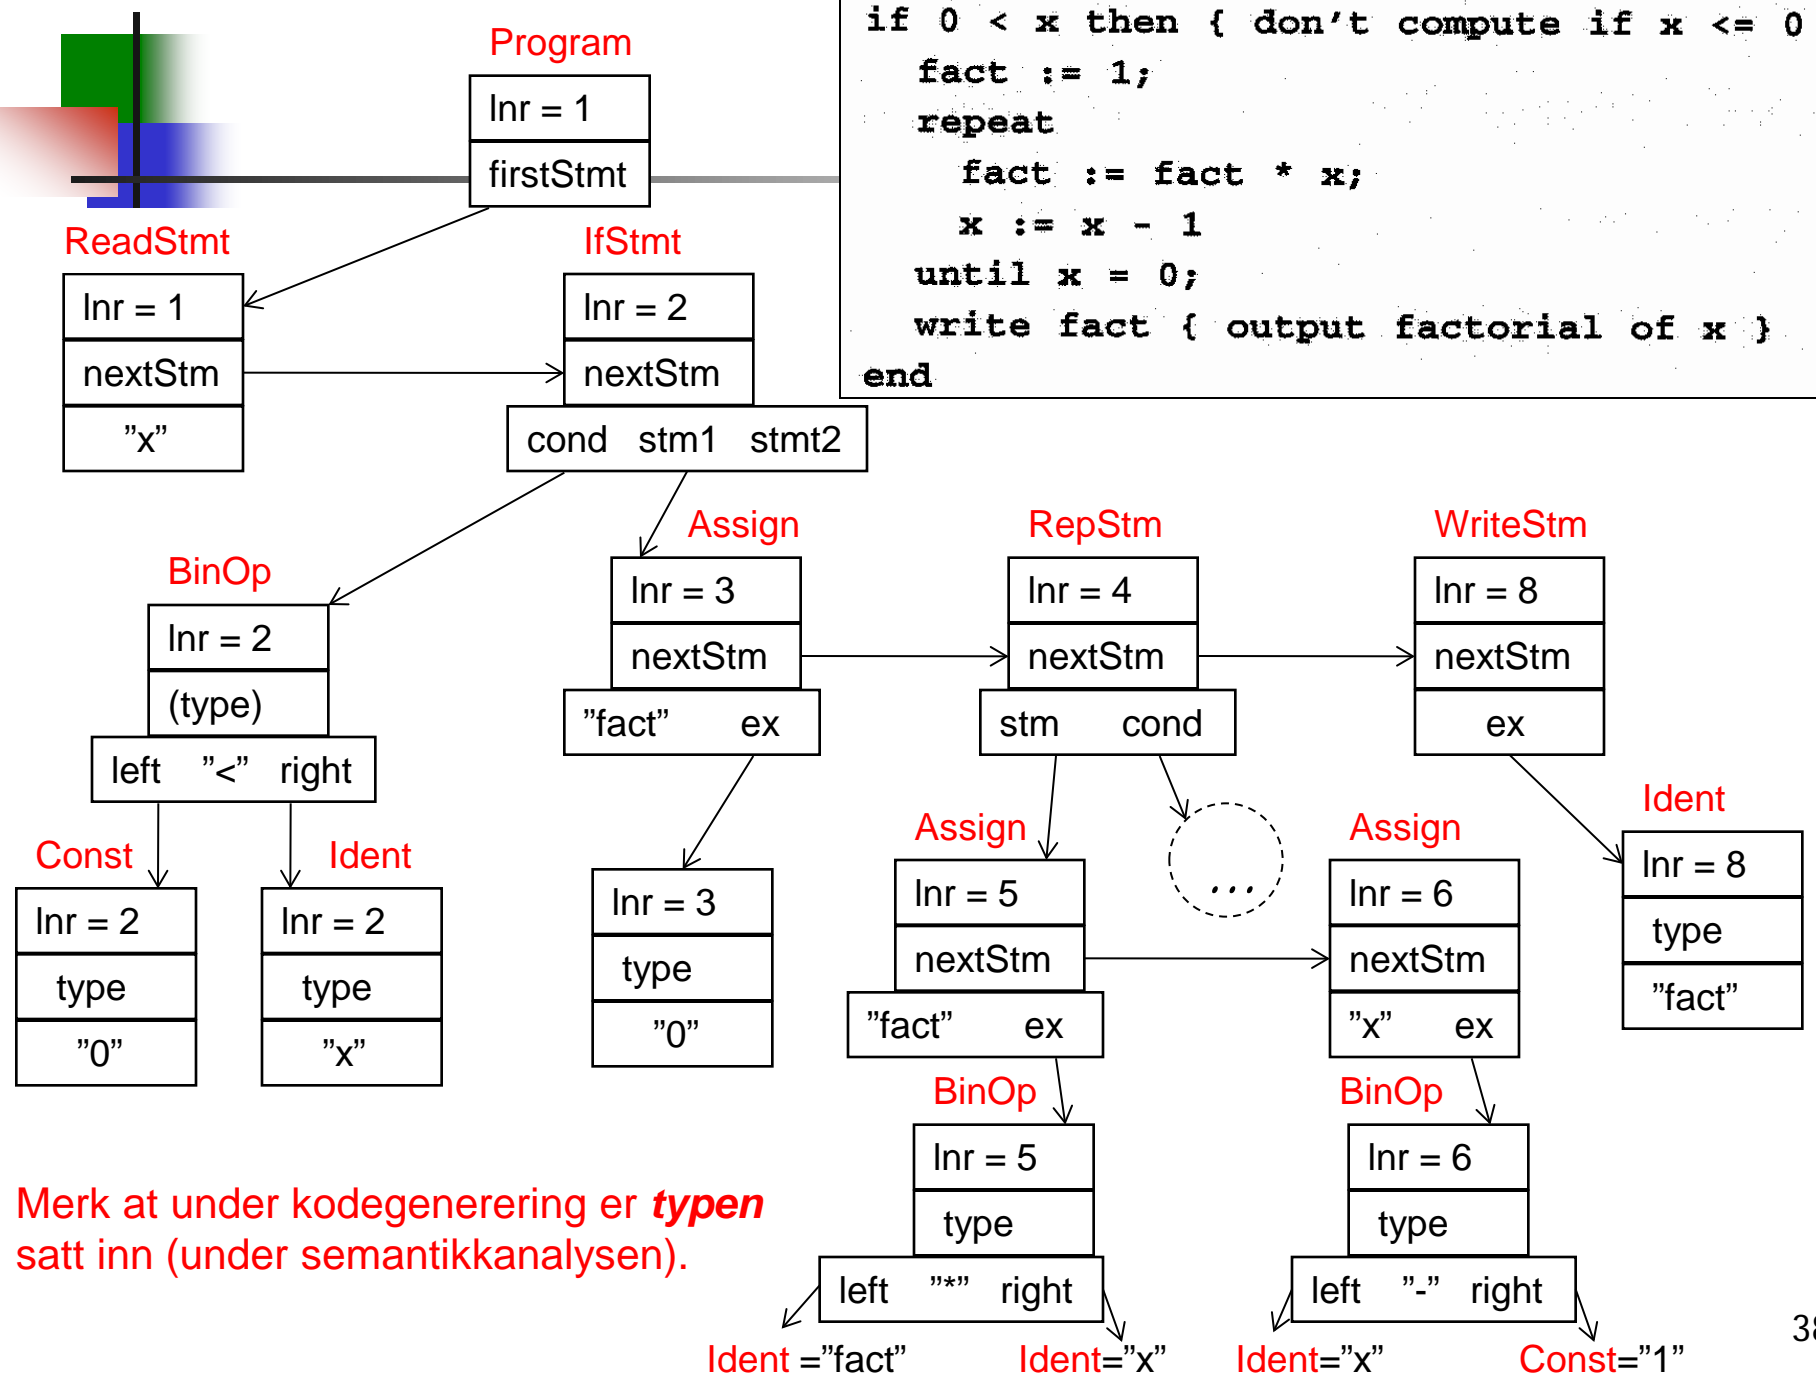 if 0 < x then { don't compute if x <= 0
fact := 1;
repeat
fact := fact * x;
x := x - 1
until x = 0;
write fact { output factorial of x }
end
Program
lnr = 1
firstStmt
ReadStmt
lnr = 1
nextStm
”x”
IfStmt
lnr = 2
nextStm
cond stm1 stmt2
BinOp
lnr = 2
(type)
left ”<” right
Const
lnr = 2
type
”0”
Ident
lnr = 2
type
”x”
Assign
lnr = 3
nextStm
”fact” ex
lnr = 3
type
”0”
RepStm
lnr = 4
nextStm
stm cond
...
WriteStm
lnr = 8
nextStm
ex
Ident
lnr = 8
type
”fact”
Assign
lnr = 5
nextStm
”fact” ex
BinOp
lnr = 5
type
left ”*” right
Ident =”fact”
Ident=”x”
Assign
lnr = 6
nextStm
”x” ex
BinOp
lnr = 6
type
left ”-” right
Ident=”x”
Const=”1”
Merk at under kodegenerering er typen
satt inn (under semantikkanalysen).